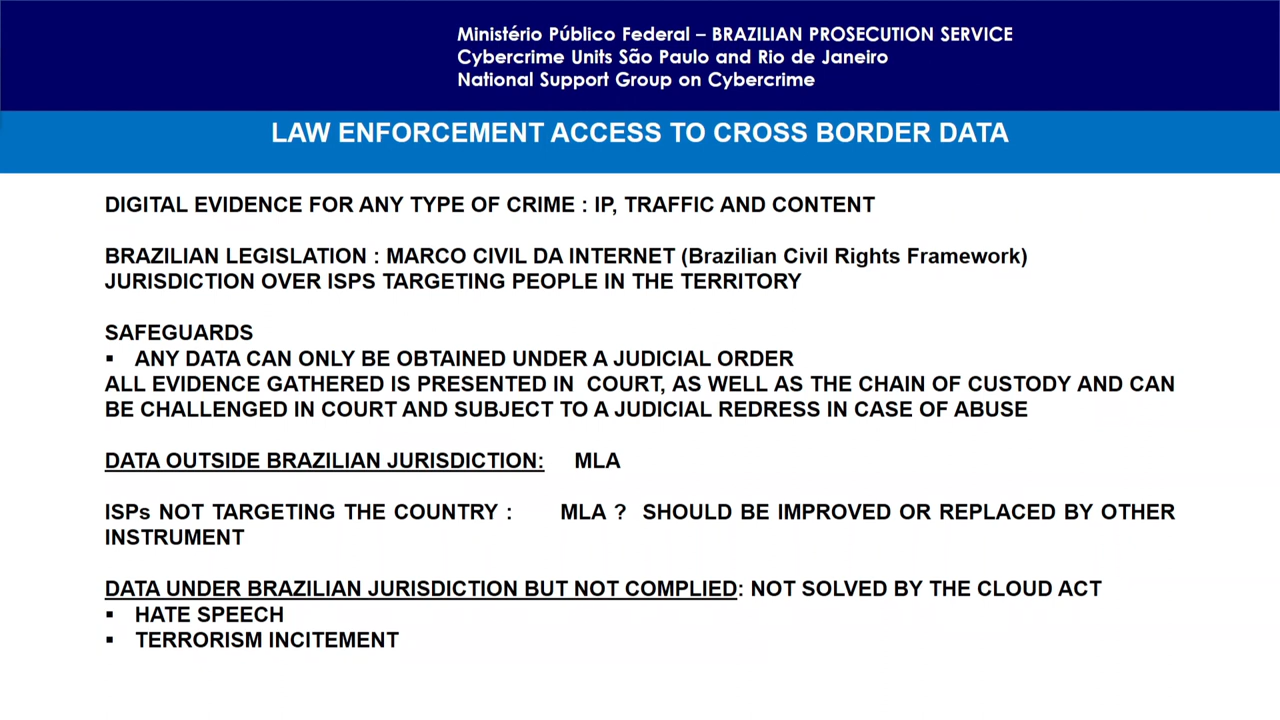 Ministério Público Federal – BRAZILIAN PROSECUTION SERVICE
Cybercrime Units São Paulo and Rio de Janeiro
National Support Group on Cybercrime
LAW ENFORCEMENT ACCESS TO CROSS BORDER DATA
DIGITAL EVIDENCE FOR ANY TYPE OF CRIME : IP, TRAFFIC AND CONTENT
BRAZILIAN LEGISLATION : MARCO CIVIL DA INTERNET (Brazilian Civil Rights Framework)
JURISDICTION OVER ISPS TARGETING PEOPLE IN THE TERRITORY
SAFEGUARDS
▪ ANY DATA CAN ONLY BE OBTAINED UNDER A JUDICIAL ORDER
ALL EVIDENCE GATHERED IS PRESENTED IN COURT, AS WELL AS THE CHAIN OF CUSTODY AND CAN
BE CHALLENGED IN COURT AND SUBJECT TO A JUDICIAL REDRESS IN CASE OF ABUSE
DATA OUTSIDE BRAZILIAN JURISDICTION: MLA
ISPs NOT TARGETING THE COUNTRY : MLA ? SHOULD BE IMPROVED OR REPLACED BY OTHER
INSTRUMENT
DATA UNDER BRAZILIAN JURISDICTION BUT NOT COMPLIED: NOT SOLVED BY THE CLOUD ACT
▪ HATE SPEECH
▪ TERRORISM INCITEMENT